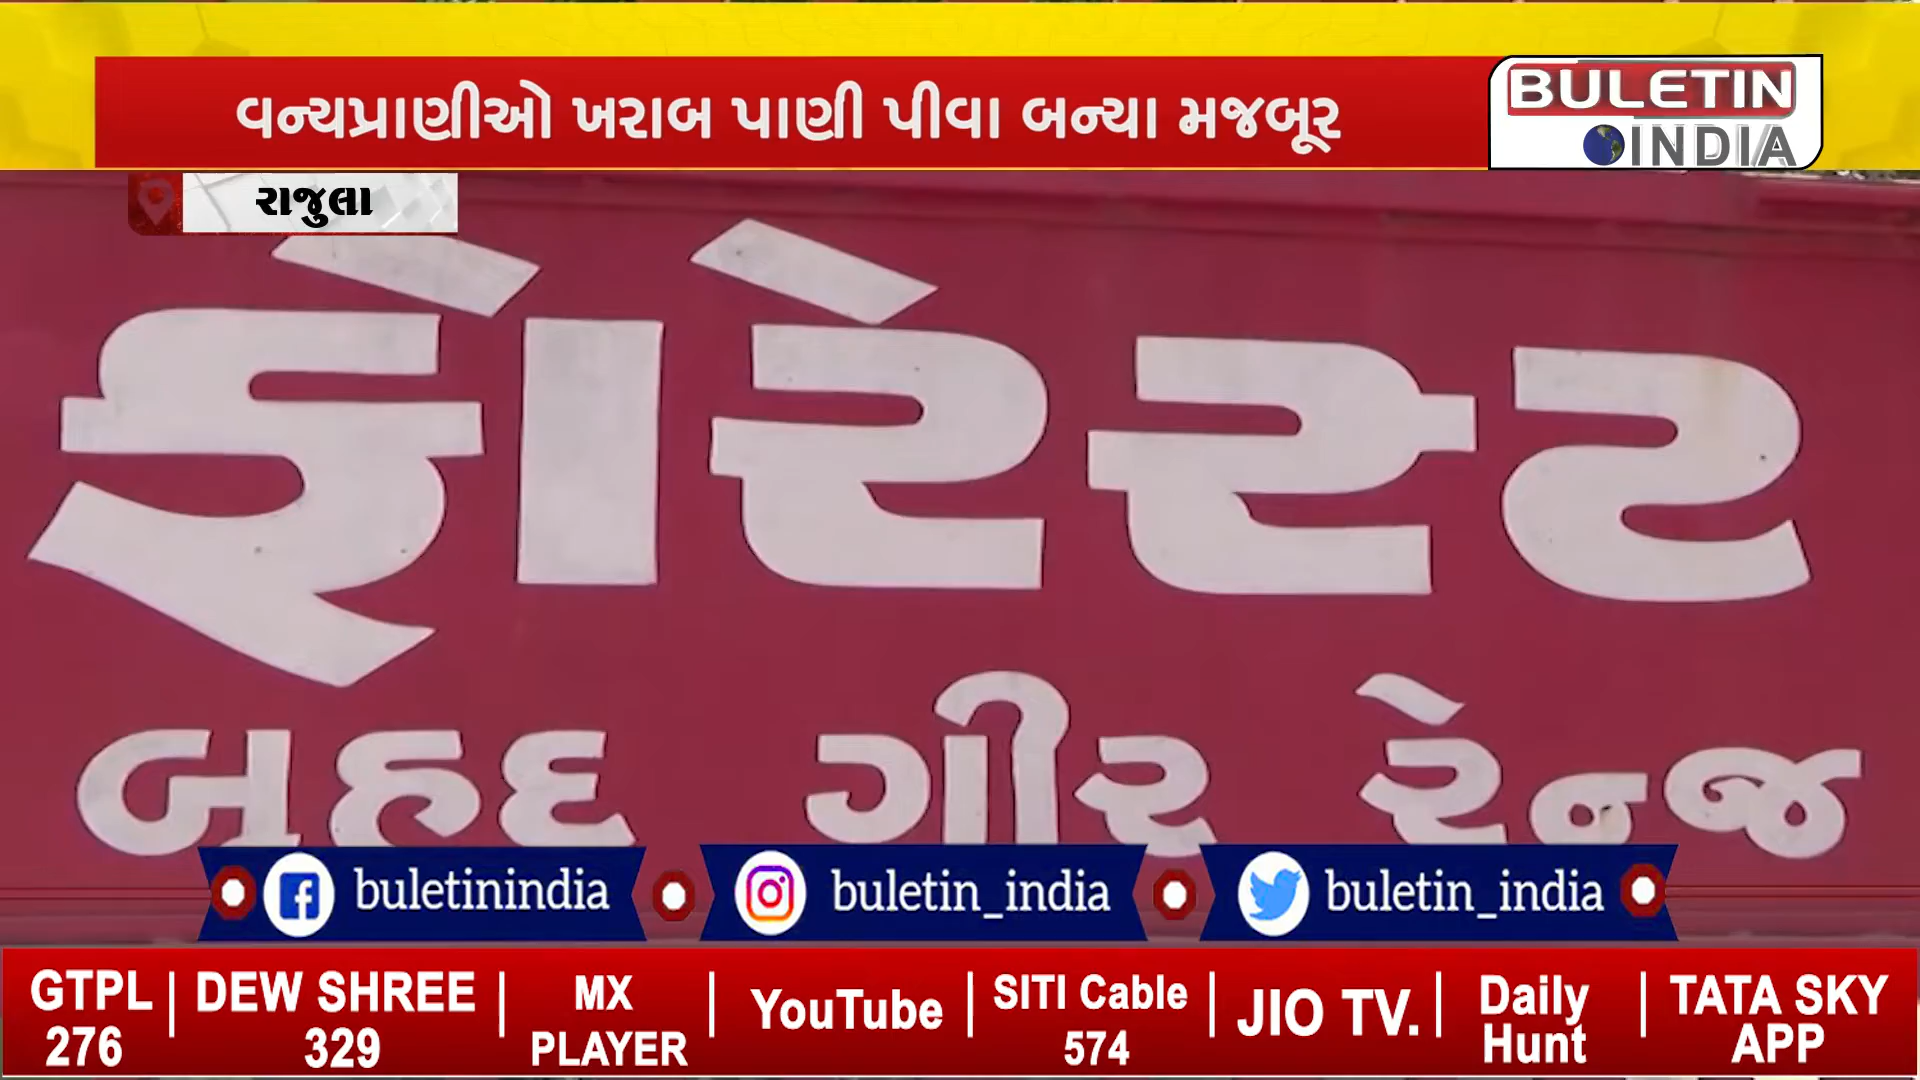 વન્યપ્રાણીઓ ખરાબ પાણી પીવા બન્યા મજબૂર
BULETIN
INDIA
રાજુલા
ફોરેસ્ટ
બૃહદ ગીર રેન્જ
buletinindia
buletin_india
buletin_india
GTPL 276
DEW SHREE 329
MX PLAYER
YouTube
SITI Cable 574
JIO TV.
Daily Hunt
TATA SKY APP